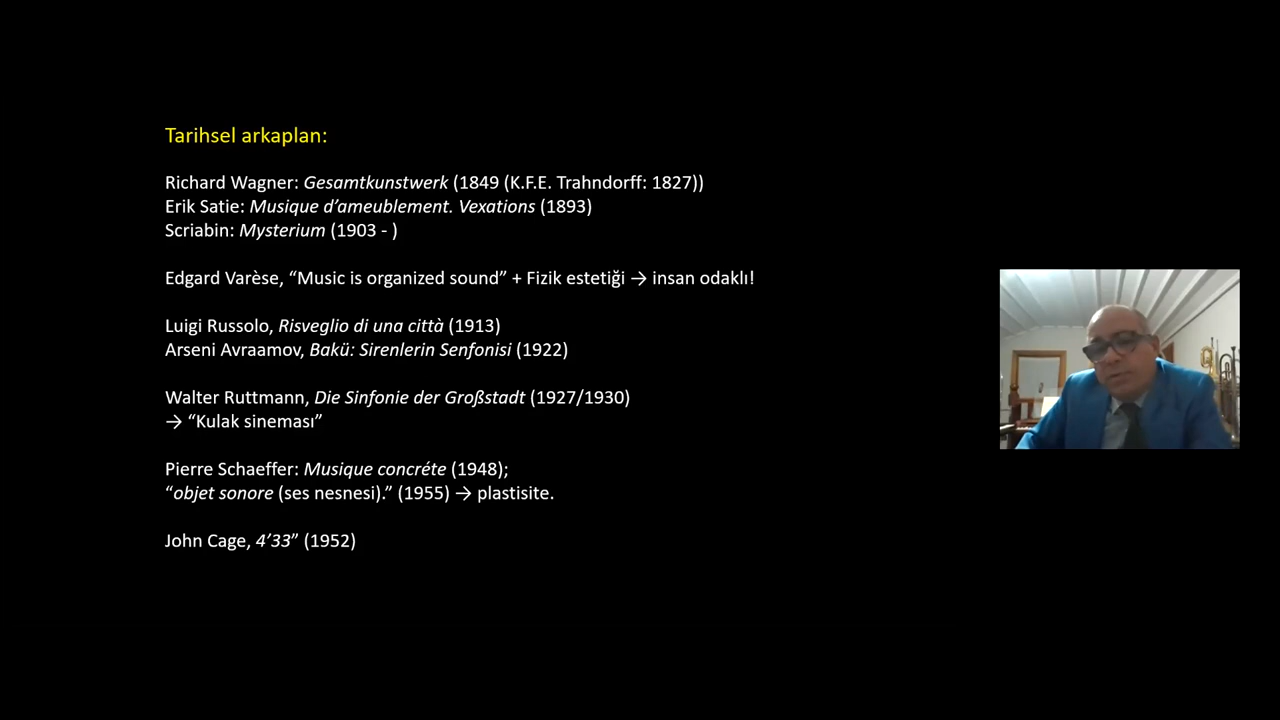 Tarihsel arkaplan:
Richard Wagner: Gesamtkunstwerk (1849 (K.F.E. Trahndorff: 1827))
Erik Satie: Musique d’ameublement. Vexations (1893)
Scriabin: Mysterium (1903 - )
Edgard Varèse, “Music is organized sound” + Fizik estetiği → insan odaklı!
Luigi Russolo, Risveglio di una città (1913)
Arseni Avraamov, Bakü: Sirenlerin Senfonisi (1922)
Walter Ruttmann, Die Sinfonie der Großstadt (1927/1930)
→ “Kulak sineması”
Pierre Schaeffer: Musique concréte (1948);
“objet sonore (ses nesnesi).” (1955) → plastisite.
John Cage, 4’33” (1952)